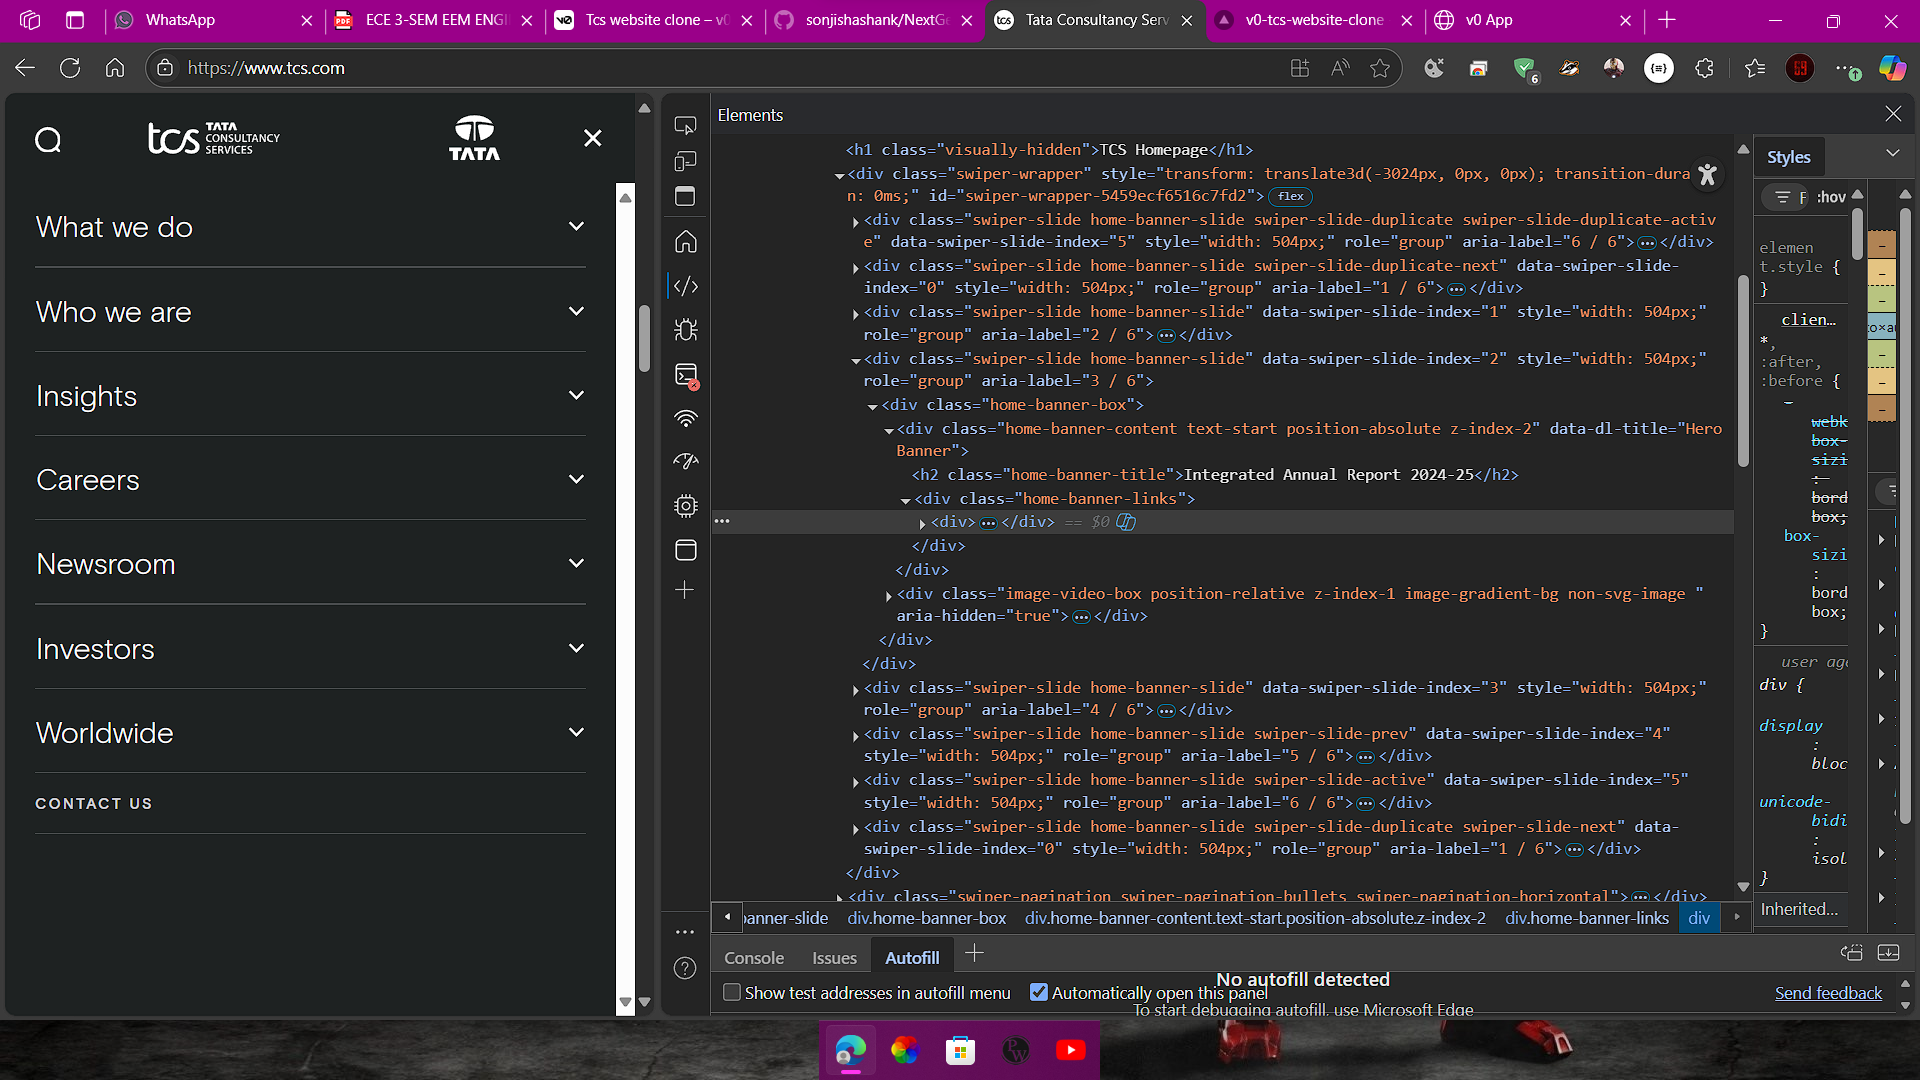 WhatsApp
ECE 3-SEM EEM ENGI
Tcs website clone – v0
sonjishashank/NextGe
Tata Consultancy Serv
v0-tcs-website-clone
v0 App
https://www.tcs.com
6
tcs TATA CONSULTANCY SERVICES
TATA
What we do
Who we are
Insights
Careers
Newsroom
Investors
Worldwide
CONTACT US
Elements
<h1 class="visually-hidden">TCS Homepage</h1>
<div class="swiper-wrapper" style="transform: translate3d(-3024px, 0px, 0px); transition-dura
n: 0ms;" id="swiper-wrapper-5459ecf6516c7fd2"> flex
<div class="swiper-slide home-banner-slide swiper-slide-duplicate swiper-slide-duplicate-activ
e" data-swiper-slide-index="5" style="width: 504px;" role="group" aria-label="6 / 6">…</div>
<div class="swiper-slide home-banner-slide swiper-slide-duplicate-next" data-swiper-slide-
index="0" style="width: 504px;" role="group" aria-label="1 / 6">…</div>
<div class="swiper-slide home-banner-slide" data-swiper-slide-index="1" style="width: 504px;"
role="group" aria-label="2 / 6">…</div>
<div class="swiper-slide home-banner-slide" data-swiper-slide-index="2" style="width: 504px;"
role="group" aria-label="3 / 6">
<div class="home-banner-box">
<div class="home-banner-content text-start position-absolute z-index-2" data-dl-title="Hero
Banner">
<h2 class="home-banner-title">Integrated Annual Report 2024-25</h2>
<div class="home-banner-links">
<div>…</div> == $0
</div>
</div>
<div class="image-video-box position-relative z-index-1 image-gradient-bg non-svg-image "
aria-hidden="true">…</div>
</div>
</div>
<div class="swiper-slide home-banner-slide" data-swiper-slide-index="3" style="width: 504px;"
role="group" aria-label="4 / 6">…</div>
<div class="swiper-slide home-banner-slide swiper-slide-prev" data-swiper-slide-index="4"
style="width: 504px;" role="group" aria-label="5 / 6">…</div>
<div class="swiper-slide home-banner-slide swiper-slide-active" data-swiper-slide-index="5"
style="width: 504px;" role="group" aria-label="6 / 6">…</div>
<div class="swiper-slide home-banner-slide swiper-slide-duplicate swiper-slide-next" data-
swiper-slide-index="0" style="width: 504px;" role="group" aria-label="1 / 6">…</div>
</div>
<div class="swiper-pagination swiper-pagination-bullets swiper-pagination-horizontal">…</div>
anner-slide div.home-banner-box div.home-banner-content.text-start.position-absolute.z-index-2 div.home-banner-links div
Styles
F :hov
elemen
t.style {
}
clien…
*,
:after,
:before {
webk
box-
sizi
:
bord
box;
box-
sizi
:
bord
box;
}
user age
div {
display
:
bloc
unicode-
bidi
:
isol
}
Inherited…
Console Issues Autofill
Show test addresses in autofill menu
Automatically open this panel
No autofill detected
To start debugging autofill, use Microsoft Edge
Send feedback